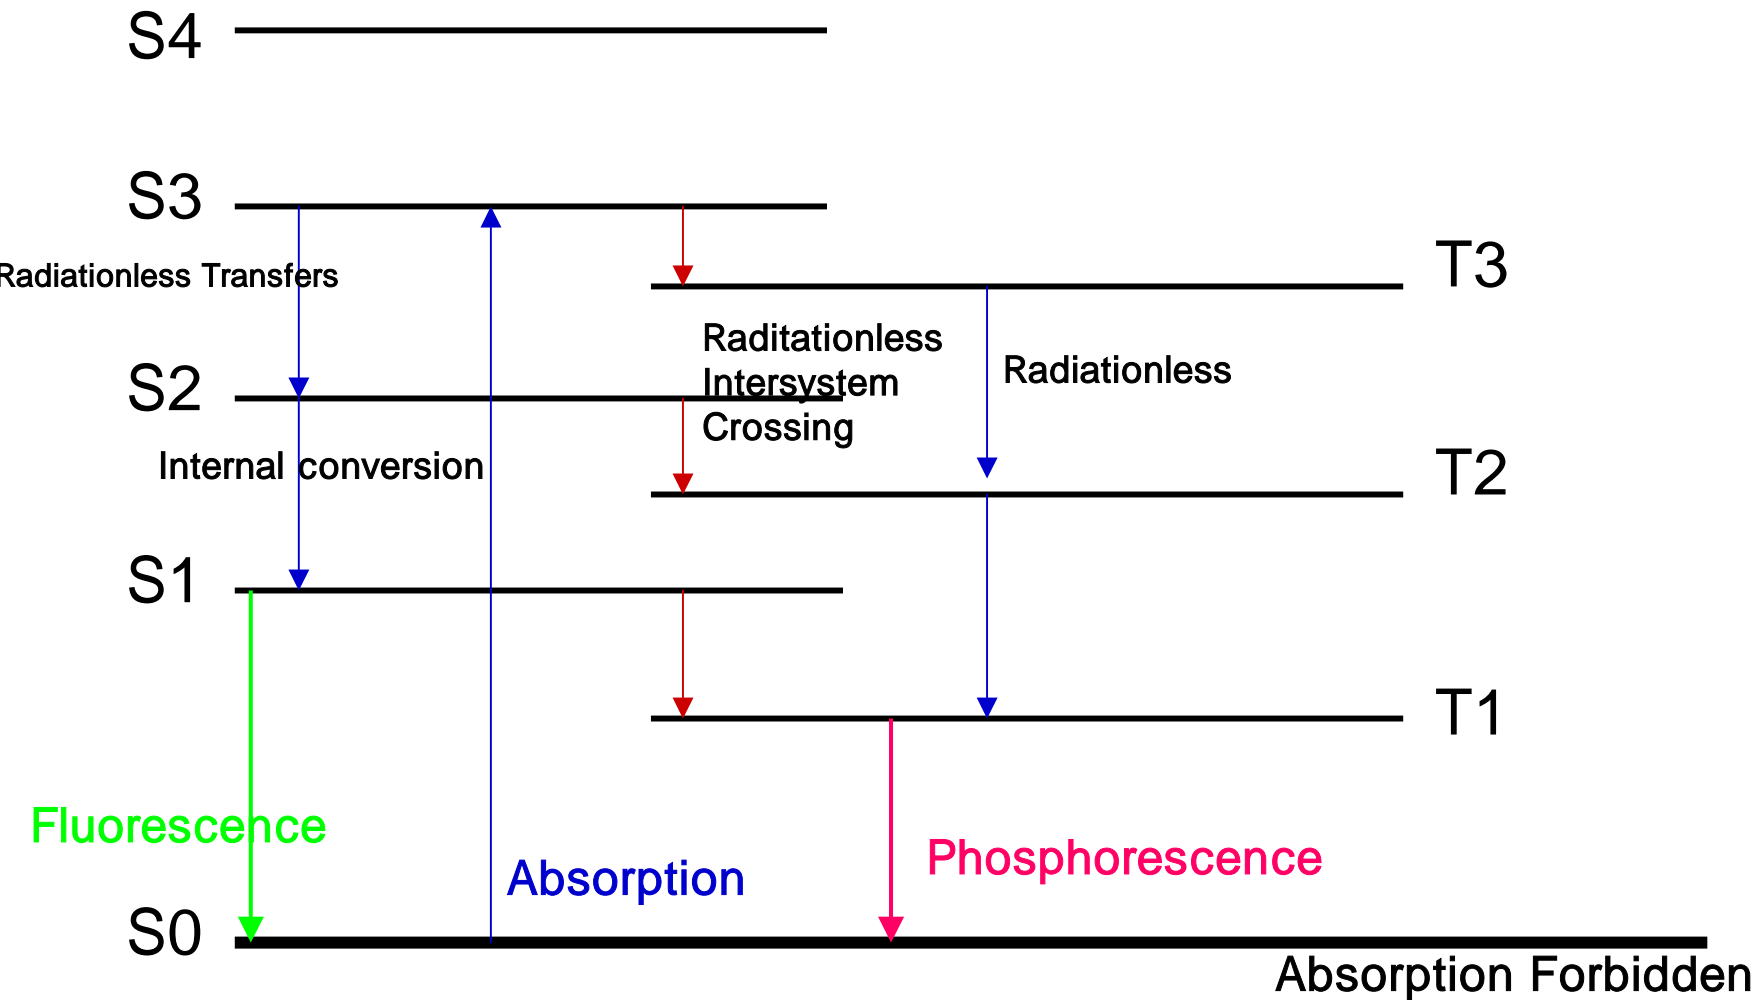 S4
S3
Radiationless Transfers
T3
Raditationless
Intersystem
Crossing
Radiationless
S2
Internal conversion
T2
S1
T1
Fluorescence
Absorption
Phosphorescence
S0
Absorption Forbidden